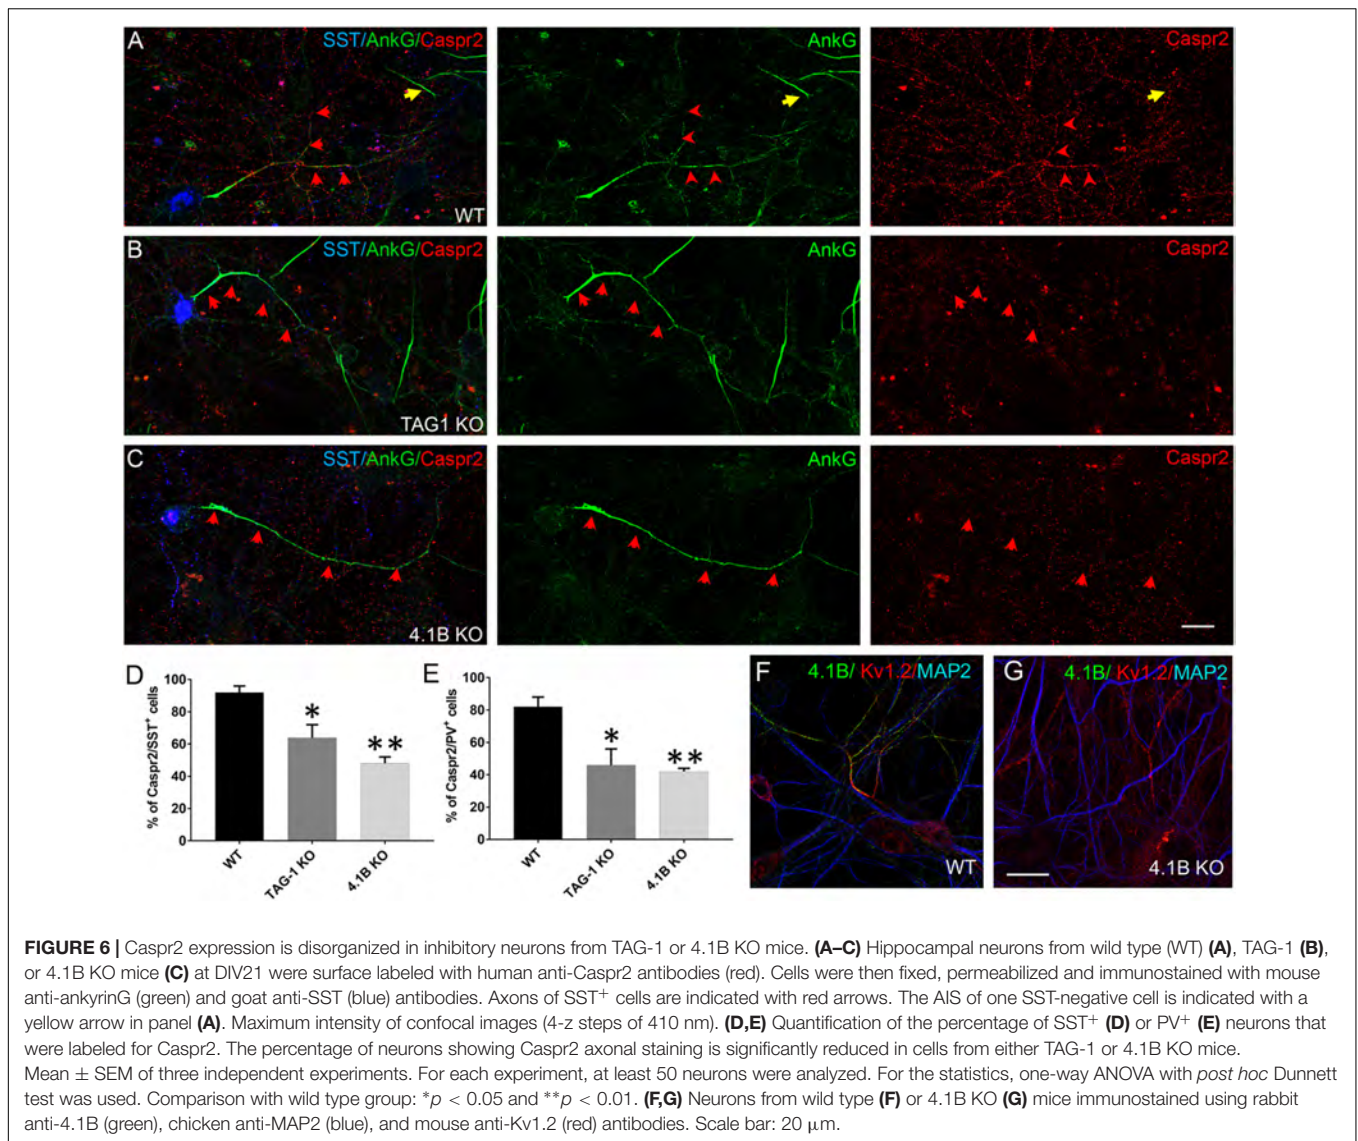 A SST/AnkG/Caspr2 AnkG Caspr2
WT
B SST/AnkG/Caspr2 AnkG Caspr2
TAG1 KO
C SST/AnkG/Caspr2 AnkG Caspr2
4.1B KO
D
% of Caspr2/SST⁺ cells
100
80
60
40
20
0
*
**
WT
TAG-1 KO
4.1B KO
E
% of Caspr2/PV⁺ cells
100
80
60
40
20
0
*
**
WT
TAG-1 KO
4.1B KO
F 4.1B/ Kv1.2/MAP2
WT
G 4.1B/ Kv1.2/MAP2
4.1B KO
FIGURE 6 | Caspr2 expression is disorganized in inhibitory neurons from TAG-1 or 4.1B KO mice. (A–C) Hippocampal neurons from wild type (WT) (A), TAG-1 (B),
or 4.1B KO mice (C) at DIV21 were surface labeled with human anti-Caspr2 antibodies (red). Cells were then fixed, permeabilized and immunostained with mouse
anti-ankyrinG (green) and goat anti-SST (blue) antibodies. Axons of SST⁺ cells are indicated with red arrows. The AIS of one SST-negative cell is indicated with a
yellow arrow in panel (A). Maximum intensity of confocal images (4-z steps of 410 nm). (D,E) Quantification of the percentage of SST⁺ (D) or PV⁺ (E) neurons that
were labeled for Caspr2. The percentage of neurons showing Caspr2 axonal staining is significantly reduced in cells from either TAG-1 or 4.1B KO mice.
Mean ± SEM of three independent experiments. For each experiment, at least 50 neurons were analyzed. For the statistics, one-way ANOVA with post hoc Dunnett
test was used. Comparison with wild type group: *p < 0.05 and **p < 0.01. (F,G) Neurons from wild type (F) or 4.1B KO (G) mice immunostained using rabbit
anti-4.1B (green), chicken anti-MAP2 (blue), and mouse anti-Kv1.2 (red) antibodies. Scale bar: 20 μm.